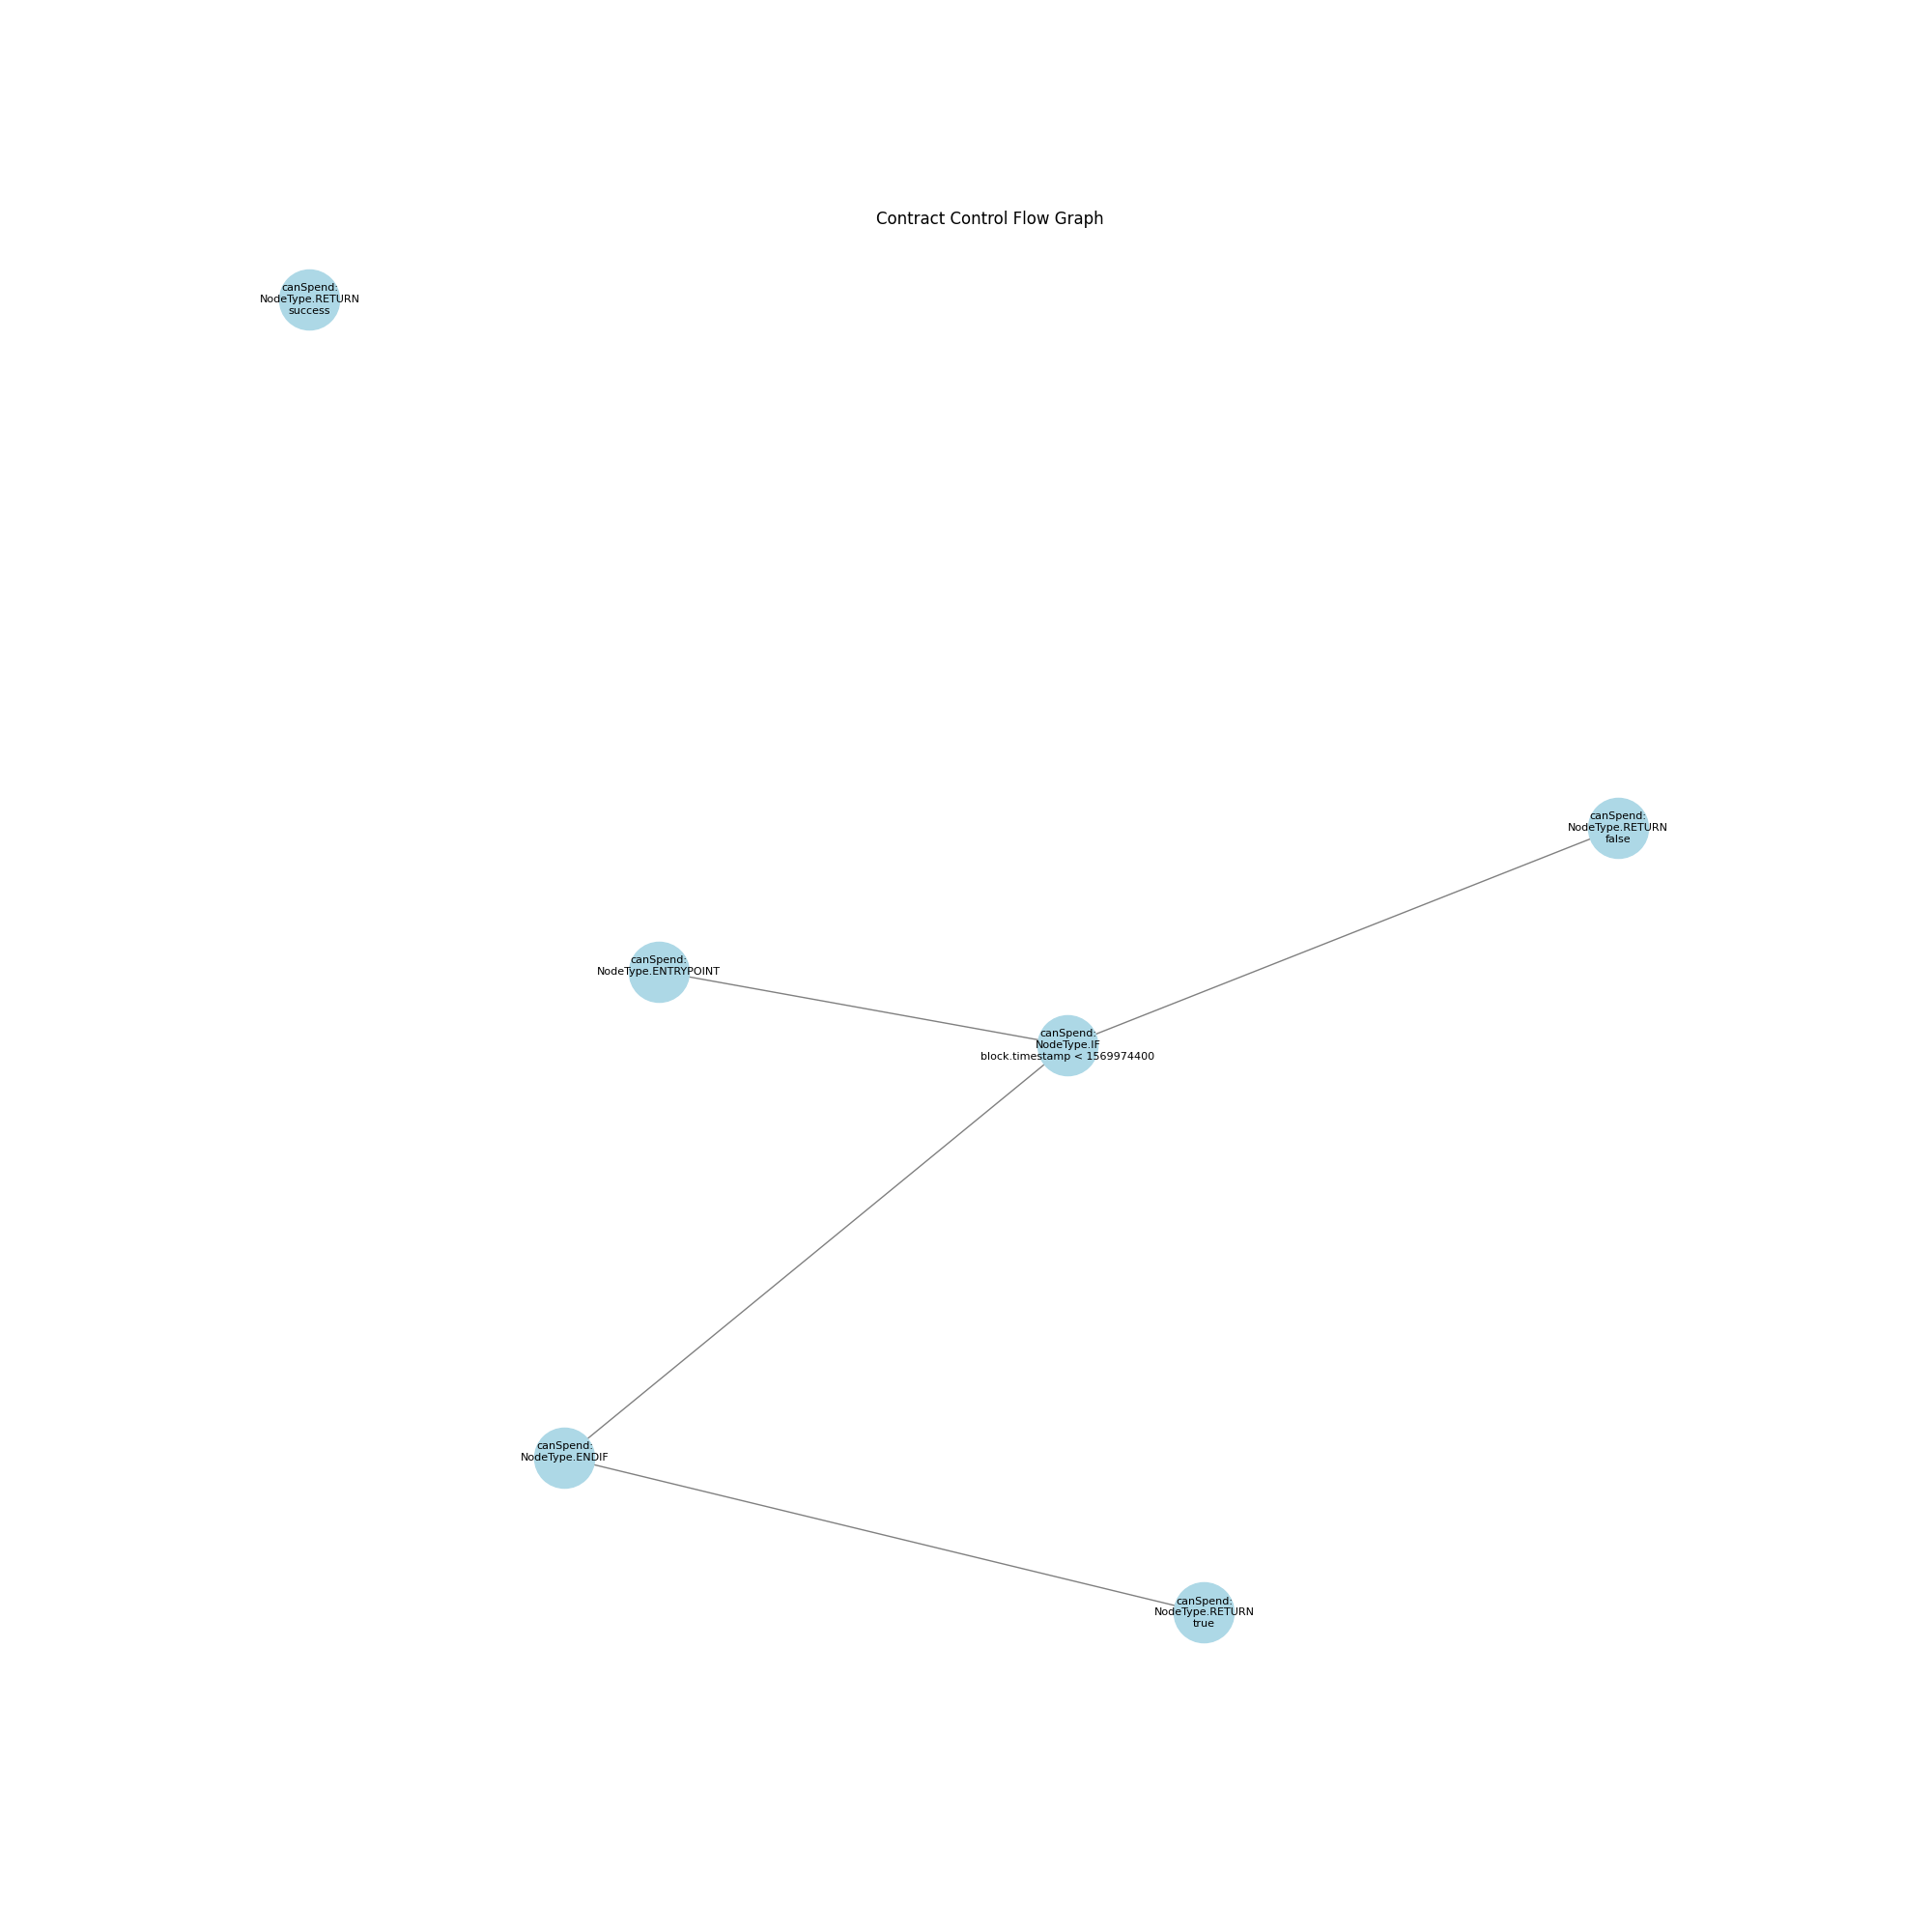 Contract Control Flow Graph
canSpend:
NodeType.RETURN
success
canSpend:
NodeType.RETURN
false
canSpend:
NodeType.ENTRYPOINT
canSpend:
NodeType.IF
block.timestamp < 1569974400
canSpend:
NodeType.ENDIF
canSpend:
NodeType.RETURN
true